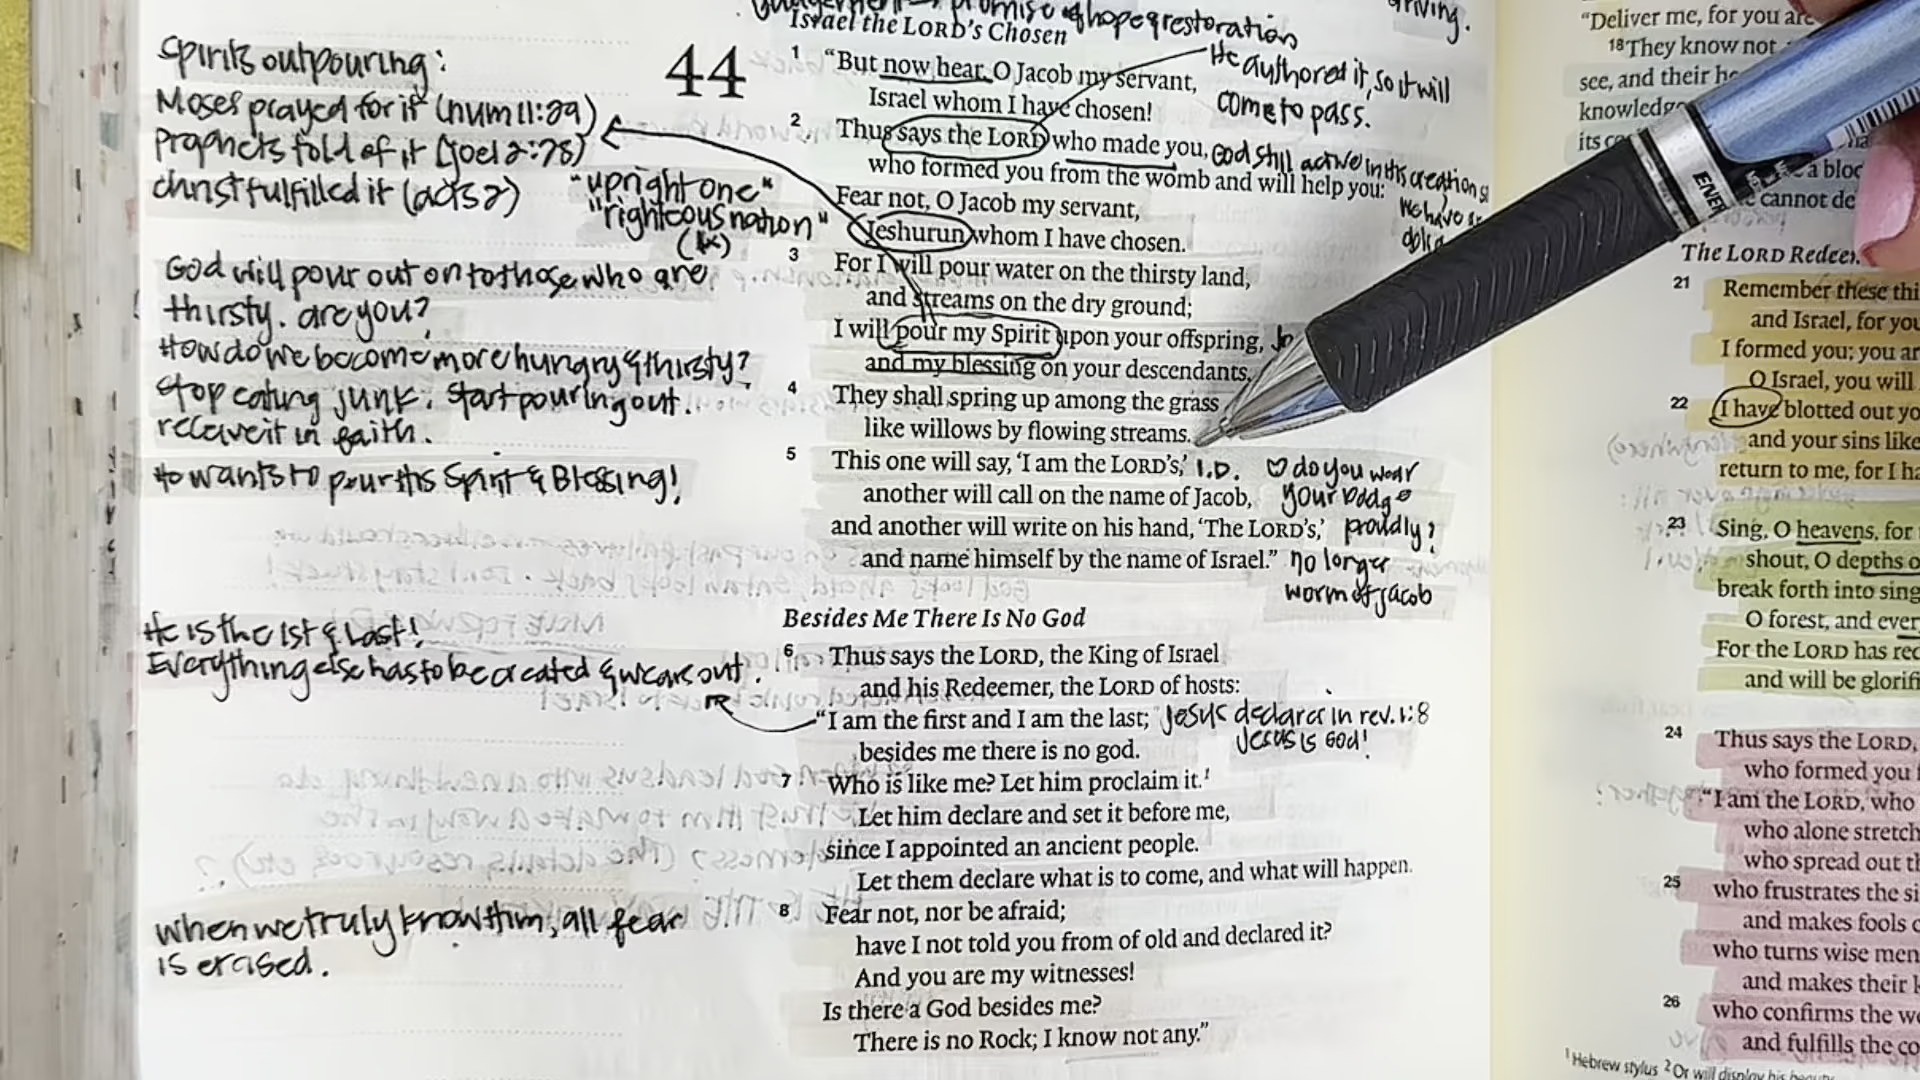 promise of hope & restoration
Israel the LORD's Chosen
44
1 “But now hear, O Jacob my servant,
Israel whom I have chosen!
2 Thus says the LORD who made you,
who formed you from the womb and will help you:
Fear not, O Jacob my servant,
Jeshurun whom I have chosen.
3 For I will pour water on the thirsty land,
and streams on the dry ground;
I will pour my Spirit upon your offspring,
and my blessing on your descendants.
4 They shall spring up among the grass
like willows by flowing streams.
5 This one will say, ‘I am the LORD's,’
another will call on the name of Jacob,
and another will write on his hand, ‘The LORD's,’
and name himself by the name of Israel.”
Besides Me There Is No God
6 Thus says the LORD, the King of Israel
and his Redeemer, the LORD of hosts:
“I am the first and I am the last;
besides me there is no god.
7 Who is like me? Let him proclaim it.¹
Let him declare and set it before me,
since I appointed an ancient people.
Let them declare what is to come, and what will happen.
8 Fear not, nor be afraid;
have I not told you from of old and declared it?
And you are my witnesses!
Is there a God besides me?
There is no Rock; I know not any.”
Spirits outpouring:
Moses prayed for it (num 11:29)
Prophets told of it (Joel 2:28)
christ fulfilled it (acts 2)
"upright one"
"righteous nation"
God will pour out onto those who are
thirsty. are you?
How do we become more hungry & thirsty?
Stop eating junk. Start pouring out.
receive it in faith.
He wants to pour His Spirit & Blessing!
He is the 1st & Last!
Everything else has to be created & wears out.
when we truly know Him, all fear
is erased.
He authored it, so it will
come to pass.
God still active in His creation
we have
I.D. ♡ do you wear
your badge
proudly?
no longer
worm of Jacob
Jesus declares in rev. 1:8
Jesus is God!
“Deliver me, for you are
18 They know not
see, and their
its
a
cannot
The LORD
21 Remember these
and Israel, for
I formed you; you
O Israel, you will
22 I have blotted out
and your sins like
return to me, for I
23 Sing, O heavens, for
shout, O depths
break forth into
O forest, and
For the LORD has
and will be
24 Thus says the LORD,
who formed you
“I am the LORD, who
who alone
who spread out
25 who frustrates the
and makes fools
who turns wise men
and makes their
26 who confirms the
and fulfills the
1 Hebrew stylus 2 Or will display his beauty